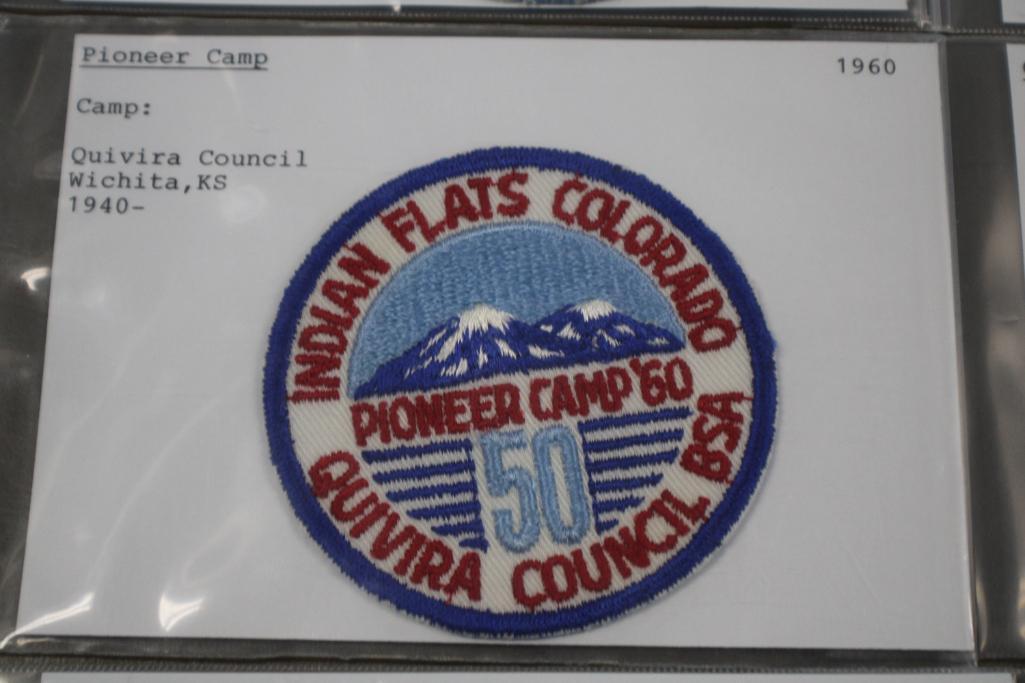 Pioneer Camp
1960
Camp:
Quivira Council
Wichita,KS
1940-
INDIAN FLATS COLORADO
PIONEER CAMP '60
50
QUIVIRA COUNCIL BSA